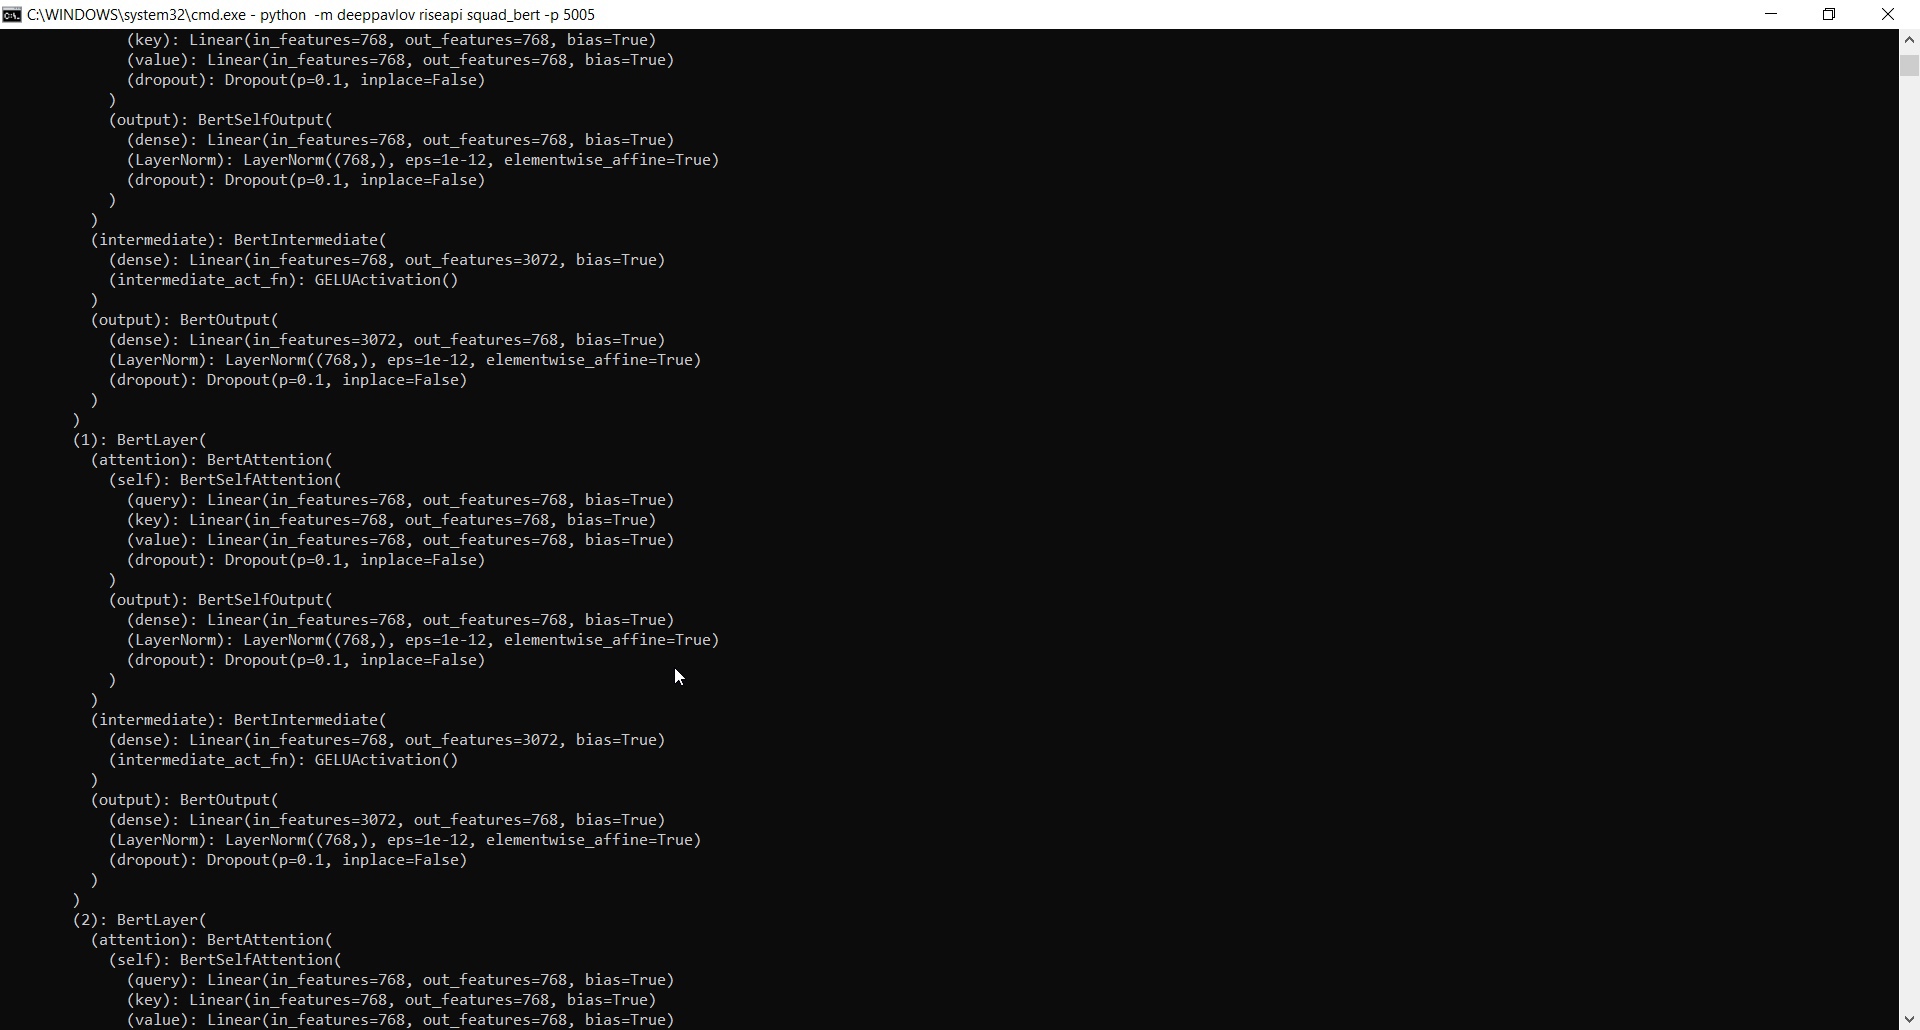 C:\WINDOWS\system32\cmd.exe - python  -m deeppavlov riseapi squad_bert -p 5005
(key): Linear(in_features=768, out_features=768, bias=True)
(value): Linear(in_features=768, out_features=768, bias=True)
(dropout): Dropout(p=0.1, inplace=False)
)
(output): BertSelfOutput(
(dense): Linear(in_features=768, out_features=768, bias=True)
(LayerNorm): LayerNorm((768,), eps=1e-12, elementwise_affine=True)
(dropout): Dropout(p=0.1, inplace=False)
)
)
(intermediate): BertIntermediate(
(dense): Linear(in_features=768, out_features=3072, bias=True)
(intermediate_act_fn): GELUActivation()
)
(output): BertOutput(
(dense): Linear(in_features=3072, out_features=768, bias=True)
(LayerNorm): LayerNorm((768,), eps=1e-12, elementwise_affine=True)
(dropout): Dropout(p=0.1, inplace=False)
)
)
(1): BertLayer(
(attention): BertAttention(
(self): BertSelfAttention(
(query): Linear(in_features=768, out_features=768, bias=True)
(key): Linear(in_features=768, out_features=768, bias=True)
(value): Linear(in_features=768, out_features=768, bias=True)
(dropout): Dropout(p=0.1, inplace=False)
)
(output): BertSelfOutput(
(dense): Linear(in_features=768, out_features=768, bias=True)
(LayerNorm): LayerNorm((768,), eps=1e-12, elementwise_affine=True)
(dropout): Dropout(p=0.1, inplace=False)
)
)
(intermediate): BertIntermediate(
(dense): Linear(in_features=768, out_features=3072, bias=True)
(intermediate_act_fn): GELUActivation()
)
(output): BertOutput(
(dense): Linear(in_features=3072, out_features=768, bias=True)
(LayerNorm): LayerNorm((768,), eps=1e-12, elementwise_affine=True)
(dropout): Dropout(p=0.1, inplace=False)
)
)
(2): BertLayer(
(attention): BertAttention(
(self): BertSelfAttention(
(query): Linear(in_features=768, out_features=768, bias=True)
(key): Linear(in_features=768, out_features=768, bias=True)
(value): Linear(in_features=768, out_features=768, bias=True)